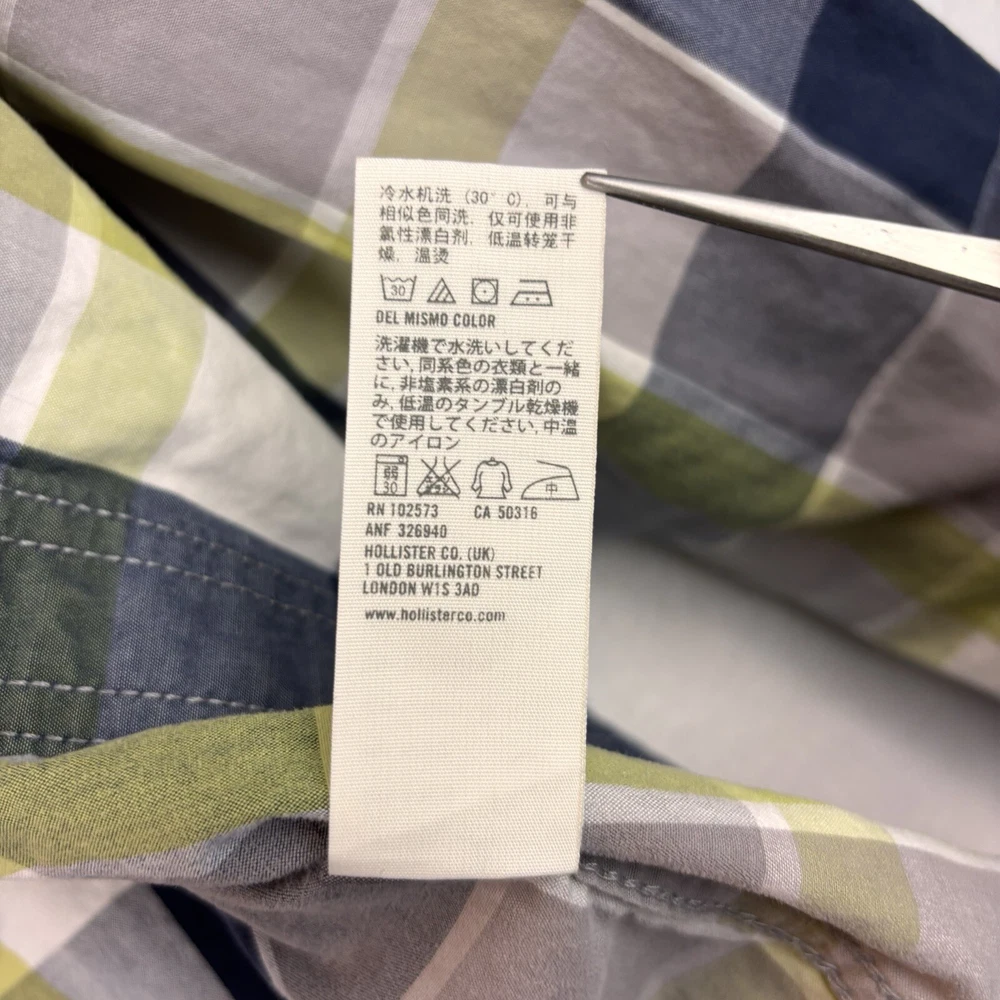 冷水机洗 (30° C), 可与
相似色同洗, 仅可使用非
氯性漂白剂, 低温转笼干
燥, 温烫
30
DEL MISMO COLOR
洗濯機で水洗いしてくだ
さい, 同系色の衣類と一緒
に, 非塩素系の漂白剤の
み, 低温のタンブル乾燥機
で使用してください, 中温
のアイロン
30 中
RN 102573 CA 50316
ANF 326940
HOLLISTER CO. (UK)
1 OLD BURLINGTON STREET
LONDON W1S 3AD
www.hollisterco.com